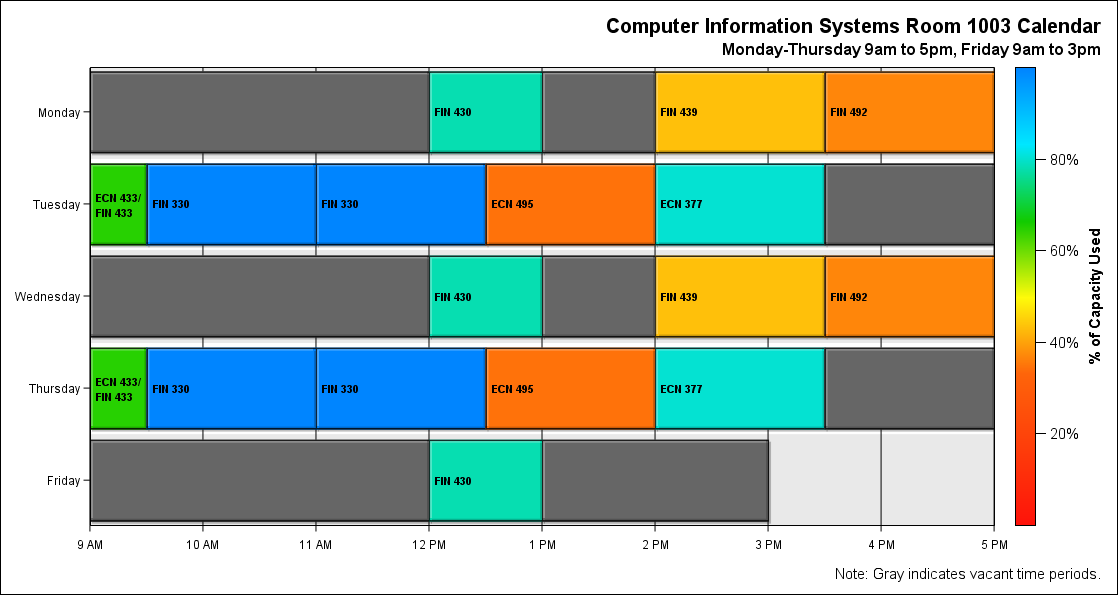 Computer Information Systems Room 1003 Calendar
Monday-Thursday 9am to 5pm, Friday 9am to 3pm
Monday
FIN 430
FIN 439
FIN 492
Tuesday
ECN 433/
FIN 433
FIN 330
FIN 330
ECN 495
ECN 377
Wednesday
FIN 430
FIN 439
FIN 492
Thursday
ECN 433/
FIN 433
FIN 330
FIN 330
ECN 495
ECN 377
Friday
FIN 430
9 AM
10 AM
11 AM
12 PM
1 PM
2 PM
3 PM
4 PM
5 PM
80%
60%
40%
20%
% of Capacity Used
Note: Gray indicates vacant time periods.